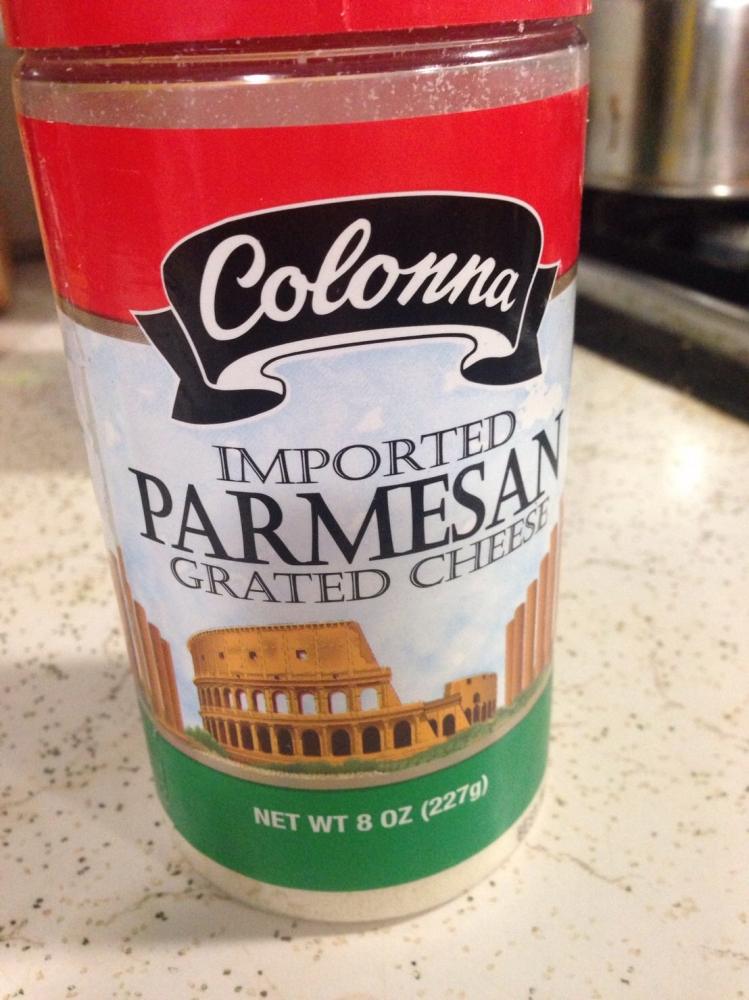 Colonna
IMPORTED
PARMESAN
GRATED CHEESE
NET WT 8 OZ (227g)